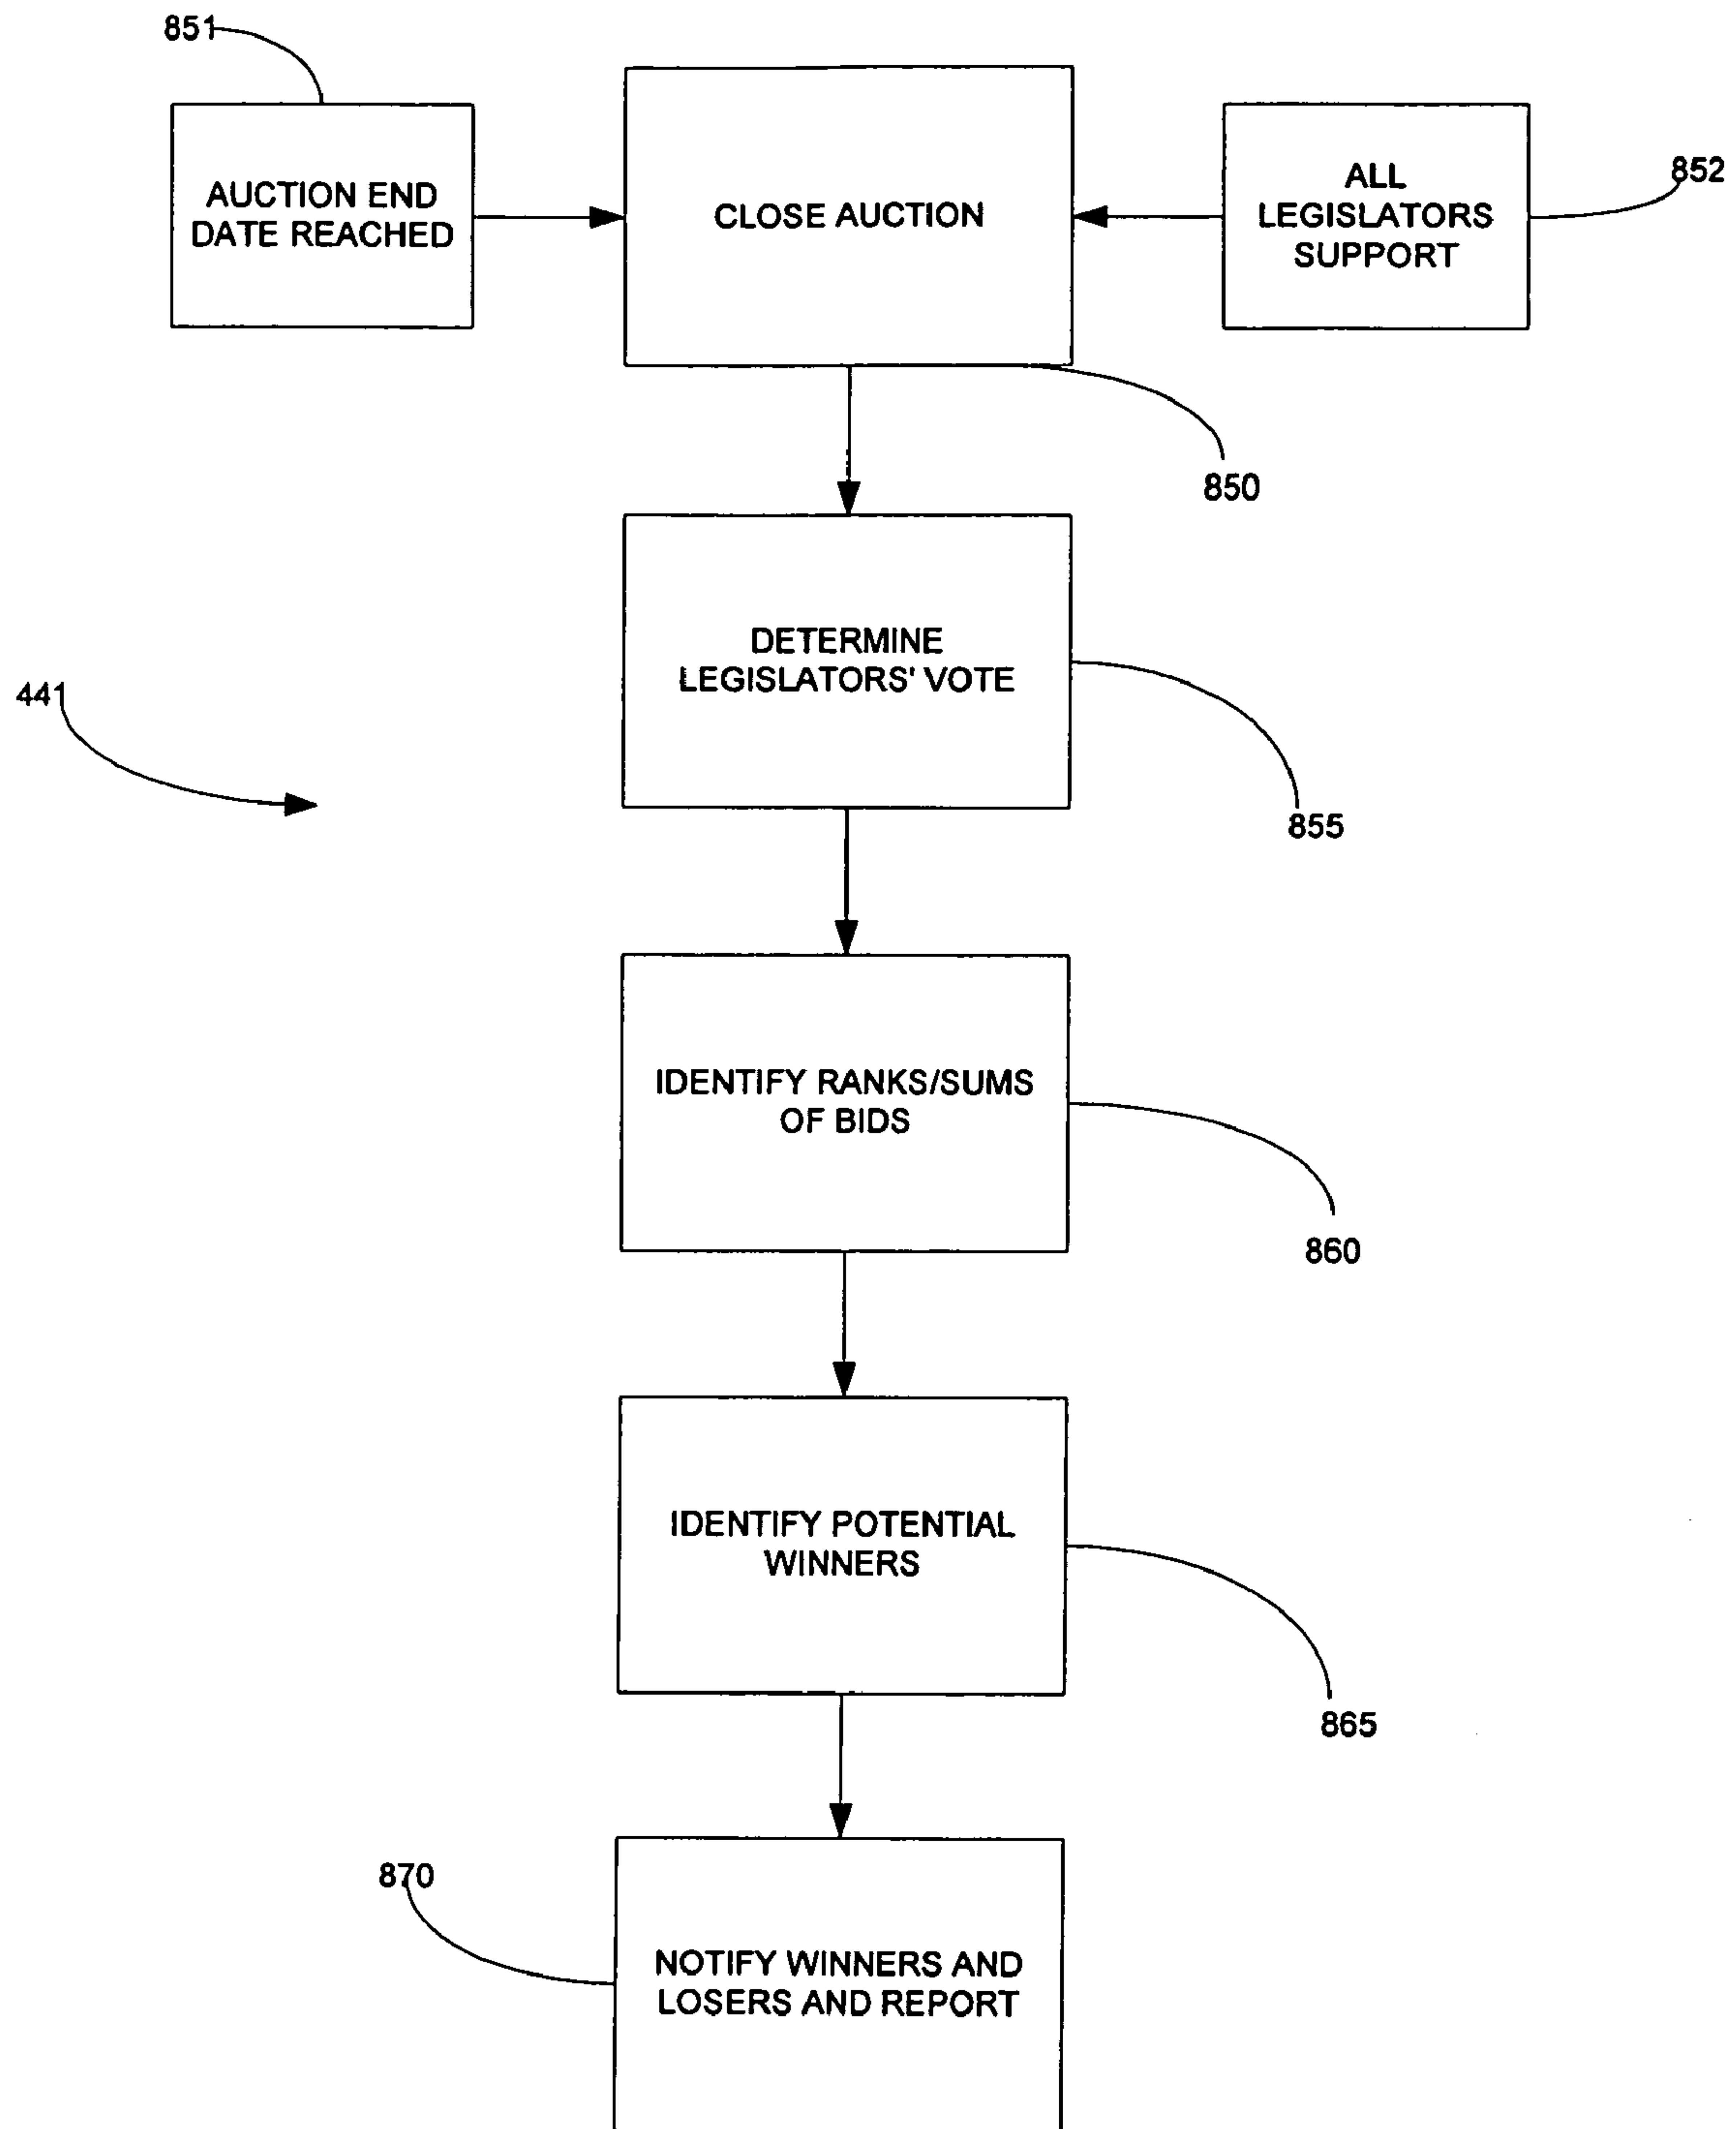 851
AUCTION END
DATE REACHED
CLOSE AUCTION
ALL
LEGISLATORS
SUPPORT
852
850
DETERMINE
LEGISLATORS' VOTE
441
855
IDENTIFY RANKS/SUMS
OF BIDS
860
IDENTIFY POTENTIAL
WINNERS
865
870
NOTIFY WINNERS AND
LOSERS AND REPORT